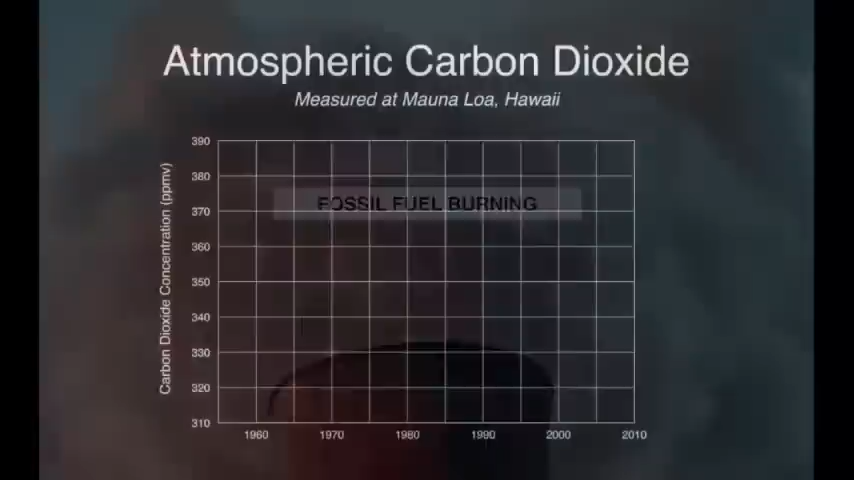 Atmospheric Carbon Dioxide
Measured at Mauna Loa, Hawaii
Carbon Dioxide Concentration (ppmv)
390
380
370
360
350
340
330
320
310
FOSSIL FUEL BURNING
1960 1970 1980 1990 2000 2010